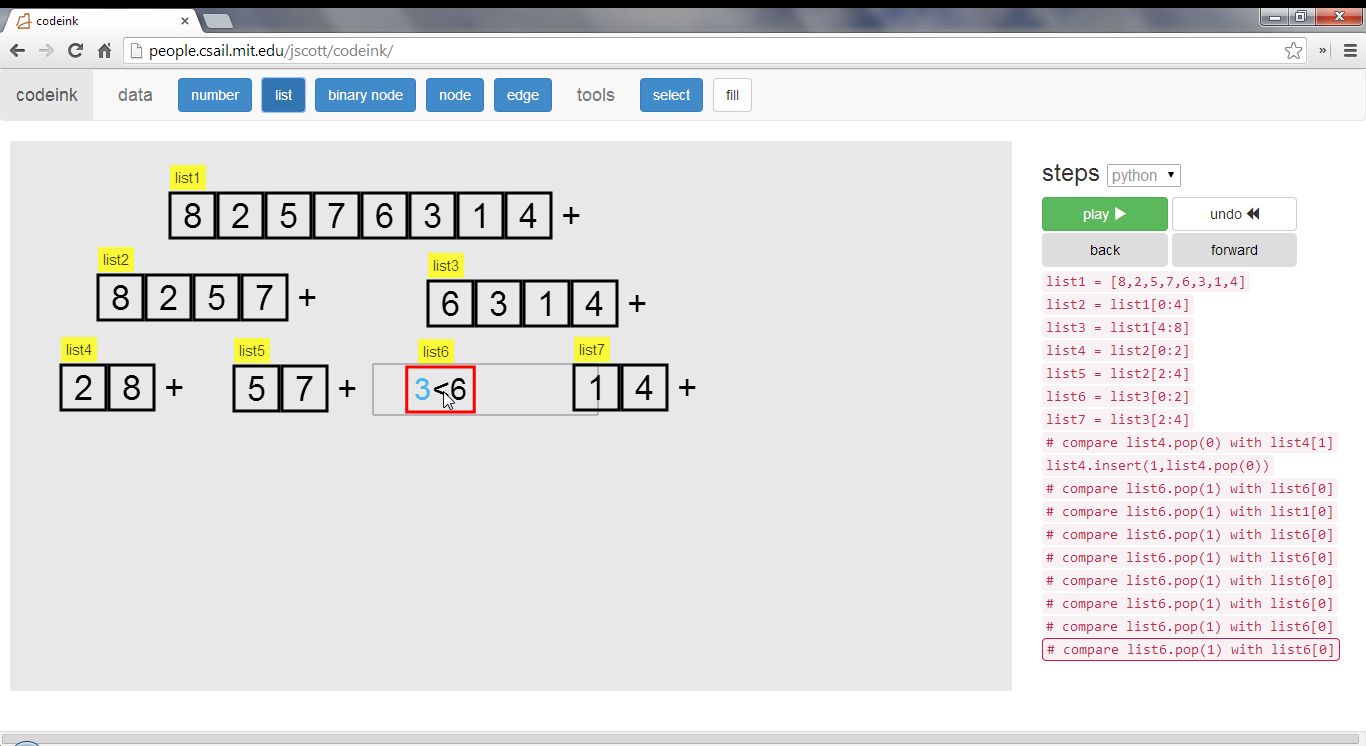 codeink
people.csail.mit.edu/jscott/codeink/
codeink data number list binary node node edge tools select fill
steps python
play undo
back forward
list1
8 2 5 7 6 3 1 4 +
list2
8 2 5 7 +
list3
6 3 1 4 +
list4
2 8 +
list5
5 7 +
list6
3<6
list7
1 4 +
list1 = [8,2,5,7,6,3,1,4]
list2 = list1[0:4]
list3 = list1[4:8]
list4 = list2[0:2]
list5 = list2[2:4]
list6 = list3[0:2]
list7 = list3[2:4]
# compare list4.pop(0) with list4[1]
list4.insert(1,list4.pop(0))
# compare list6.pop(1) with list6[0]
# compare list6.pop(1) with list1[0]
# compare list6.pop(1) with list6[0]
# compare list6.pop(1) with list6[0]
# compare list6.pop(1) with list6[0]
# compare list6.pop(1) with list6[0]
# compare list6.pop(1) with list6[0]
# compare list6.pop(1) with list6[0]